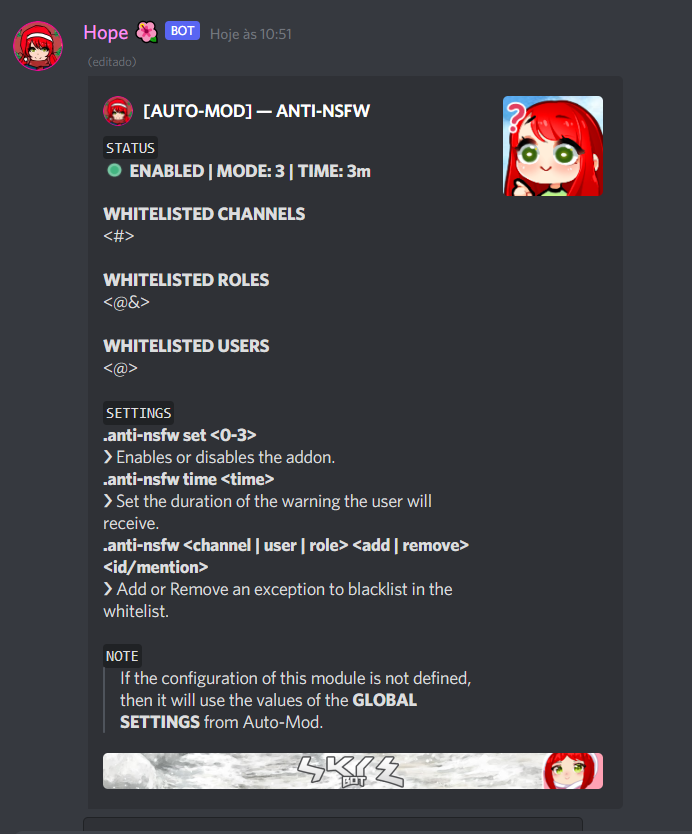 Hope 🌺 BOT Hoje às 10:51
(editado)
[AUTO-MOD] — ANTI-NSFW
?
STATUS
ENABLED | MODE: 3 | TIME: 3m
WHITELISTED CHANNELS
<#>
WHITELISTED ROLES
<@&>
WHITELISTED USERS
<@>
SETTINGS
.anti-nsfw set <0-3>
❯ Enables or disables the addon.
.anti-nsfw time <time>
❯ Set the duration of the warning the user will
receive.
.anti-nsfw <channel | user | role> <add | remove>
<id/mention>
❯ Add or Remove an exception to blacklist in the
whitelist.
NOTE
If the configuration of this module is not defined,
then it will use the values of the GLOBAL
SETTINGS from Auto-Mod.
BOT